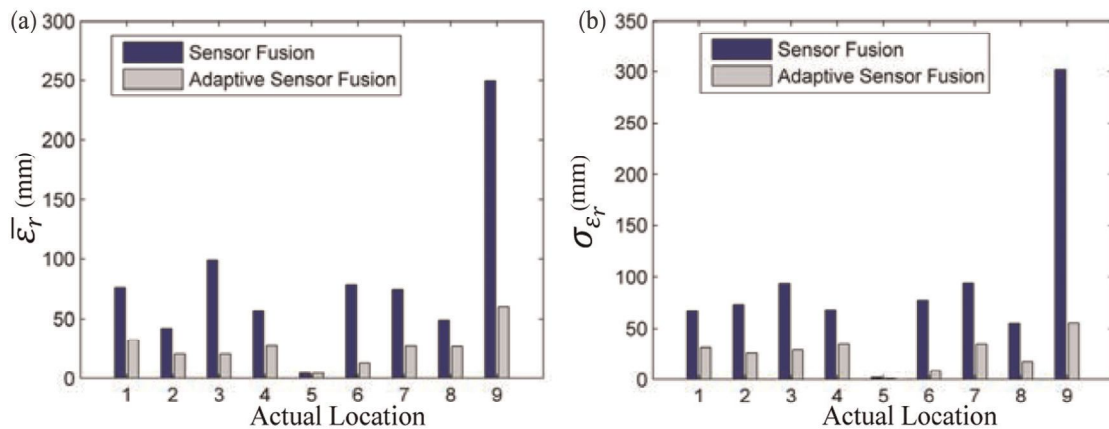 (a)
300
250
200
150
100
50
0
Sensor Fusion
Adaptive Sensor Fusion
ε̅r (mm)
1 2 3 4 5 6 7 8 9
Actual Location
(b)
350
300
250
200
150
100
50
0
Sensor Fusion
Adaptive Sensor Fusion
σεr (mm)
1 2 3 4 5 6 7 8 9
Actual Location